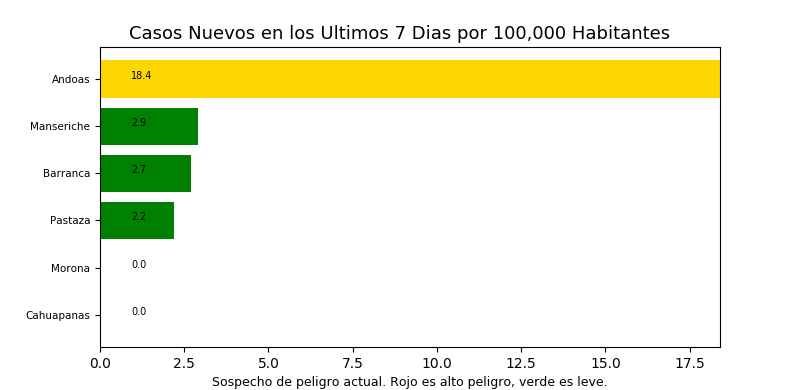 Casos Nuevos en los Ultimos 7 Dias por 100,000 Habitantes
Andoas 18.4
Manseriche 2.9
Barranca 2.7
Pastaza 2.2
Morona 0.0
Cahuapanas 0.0
0.0 2.5 5.0 7.5 10.0 12.5 15.0 17.5
Sospecho de peligro actual. Rojo es alto peligro, verde es leve.